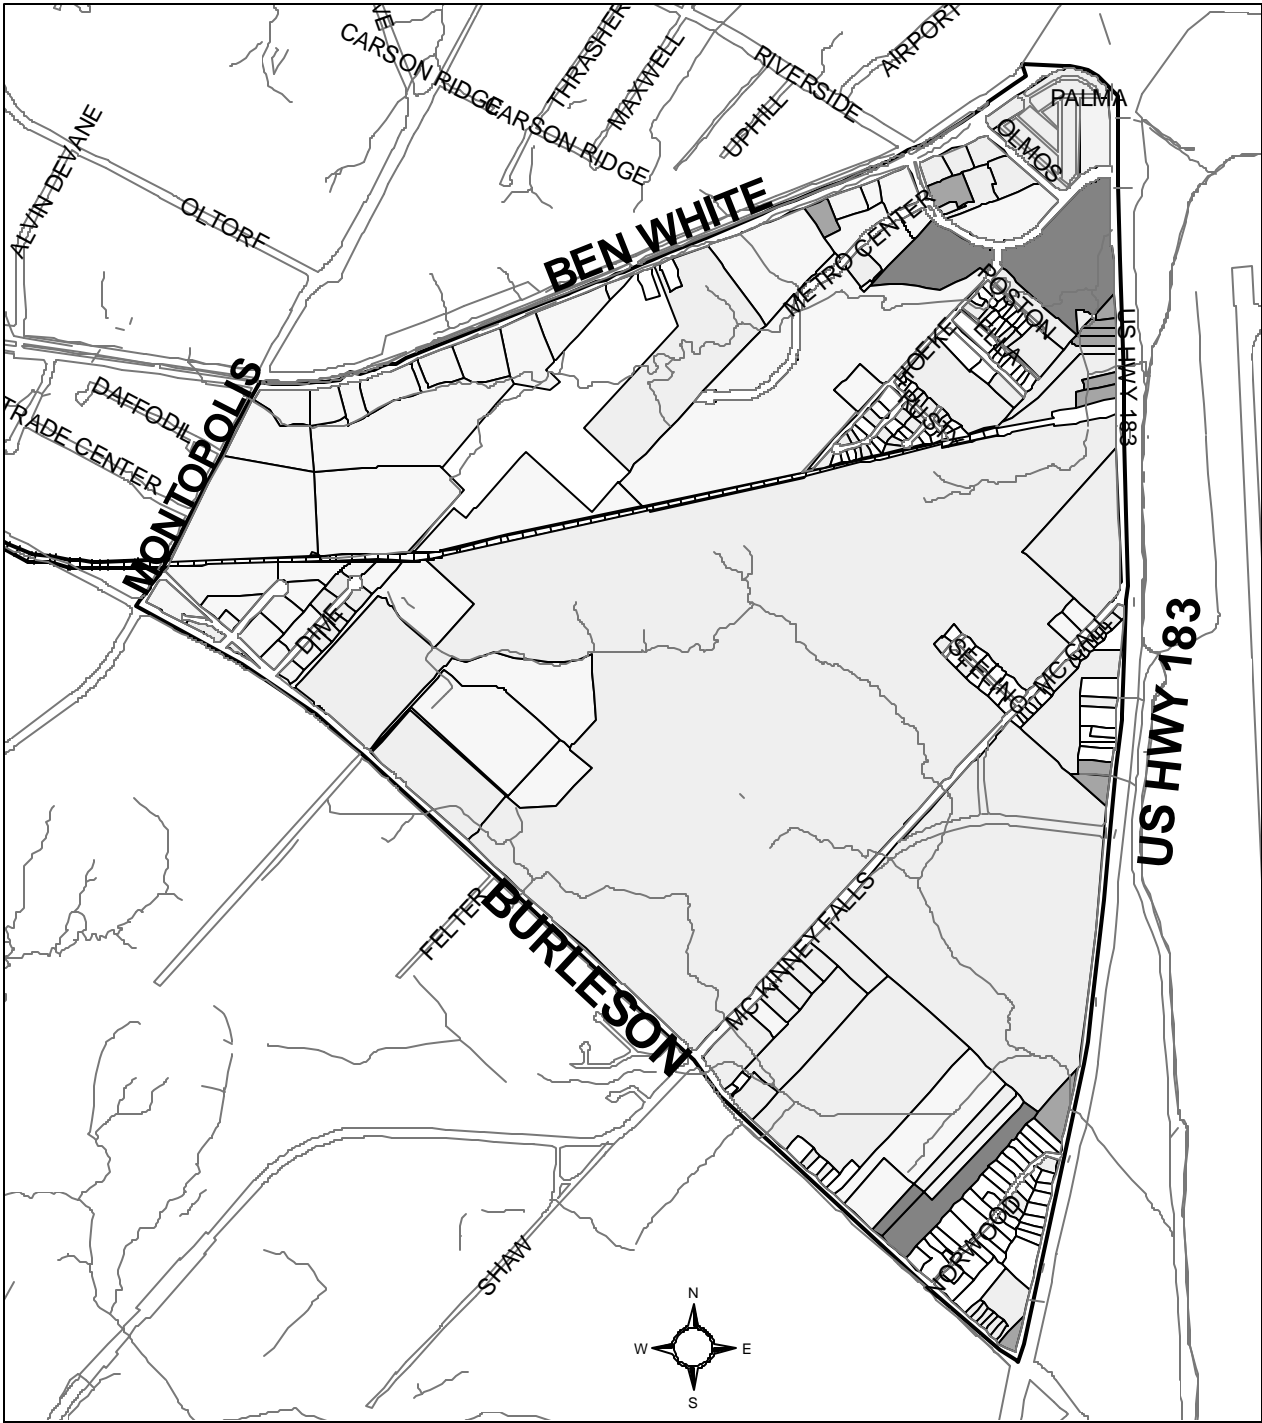 CARSON RIDGE
CARSON RIDGE
THRASHER
MAXWELL
UPHILL
RIVERSIDE
AIRPORT
PALMA
OLMOS
ALVIN DEVANE
OLTORF
BEN WHITE
METRO CENTER
POSTON
ELLA
HOEKE
US HWY 183
DAFFODIL
TRADE CENTER
MONTOPOLIS
DIME
SEELING
US HWY 183
MC KINNEY FALLS
FELTER
BURLESON
NORWOOD
SHAW
N
W
E
S